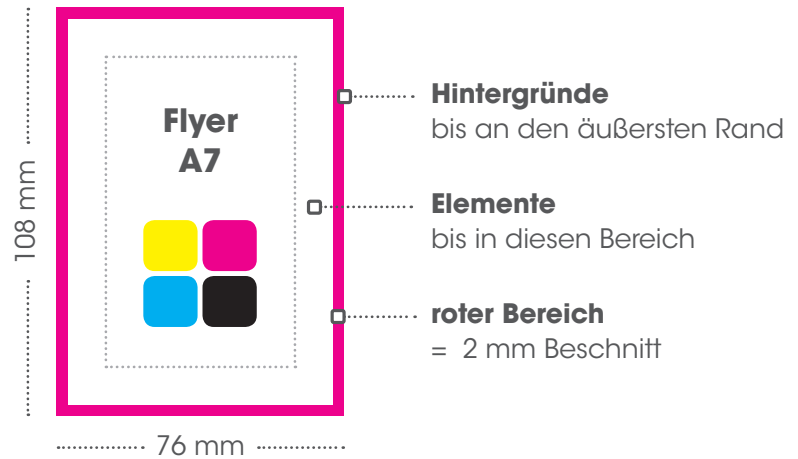 Flyer
A7
108 mm
76 mm
Hintergründe
bis an den äußersten Rand
Elemente
bis in diesen Bereich
roter Bereich
= 2 mm Beschnitt